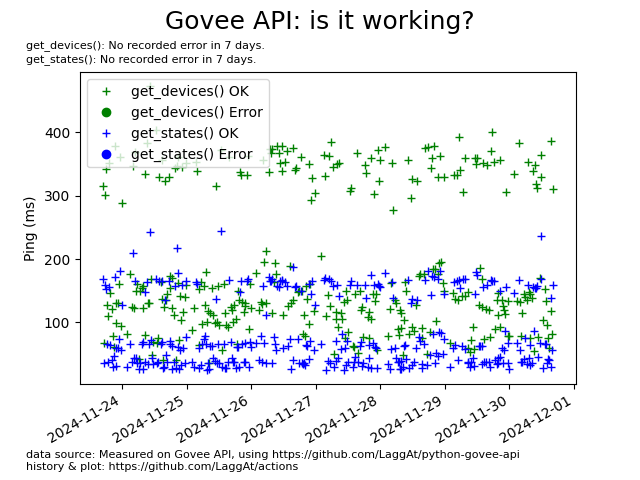 Govee API: is it working?
get_devices(): No recorded error in 7 days.
get_states(): No recorded error in 7 days.
get_devices() OK
get_devices() Error
get_states() OK
get_states() Error
400
300
200
100
Ping (ms)
2024-11-24
2024-11-25
2024-11-26
2024-11-27
2024-11-28
2024-11-29
2024-11-30
2024-12-01
data source: Measured on Govee API, using https://github.com/LaggAt/python-govee-api
history & plot: https://github.com/LaggAt/actions